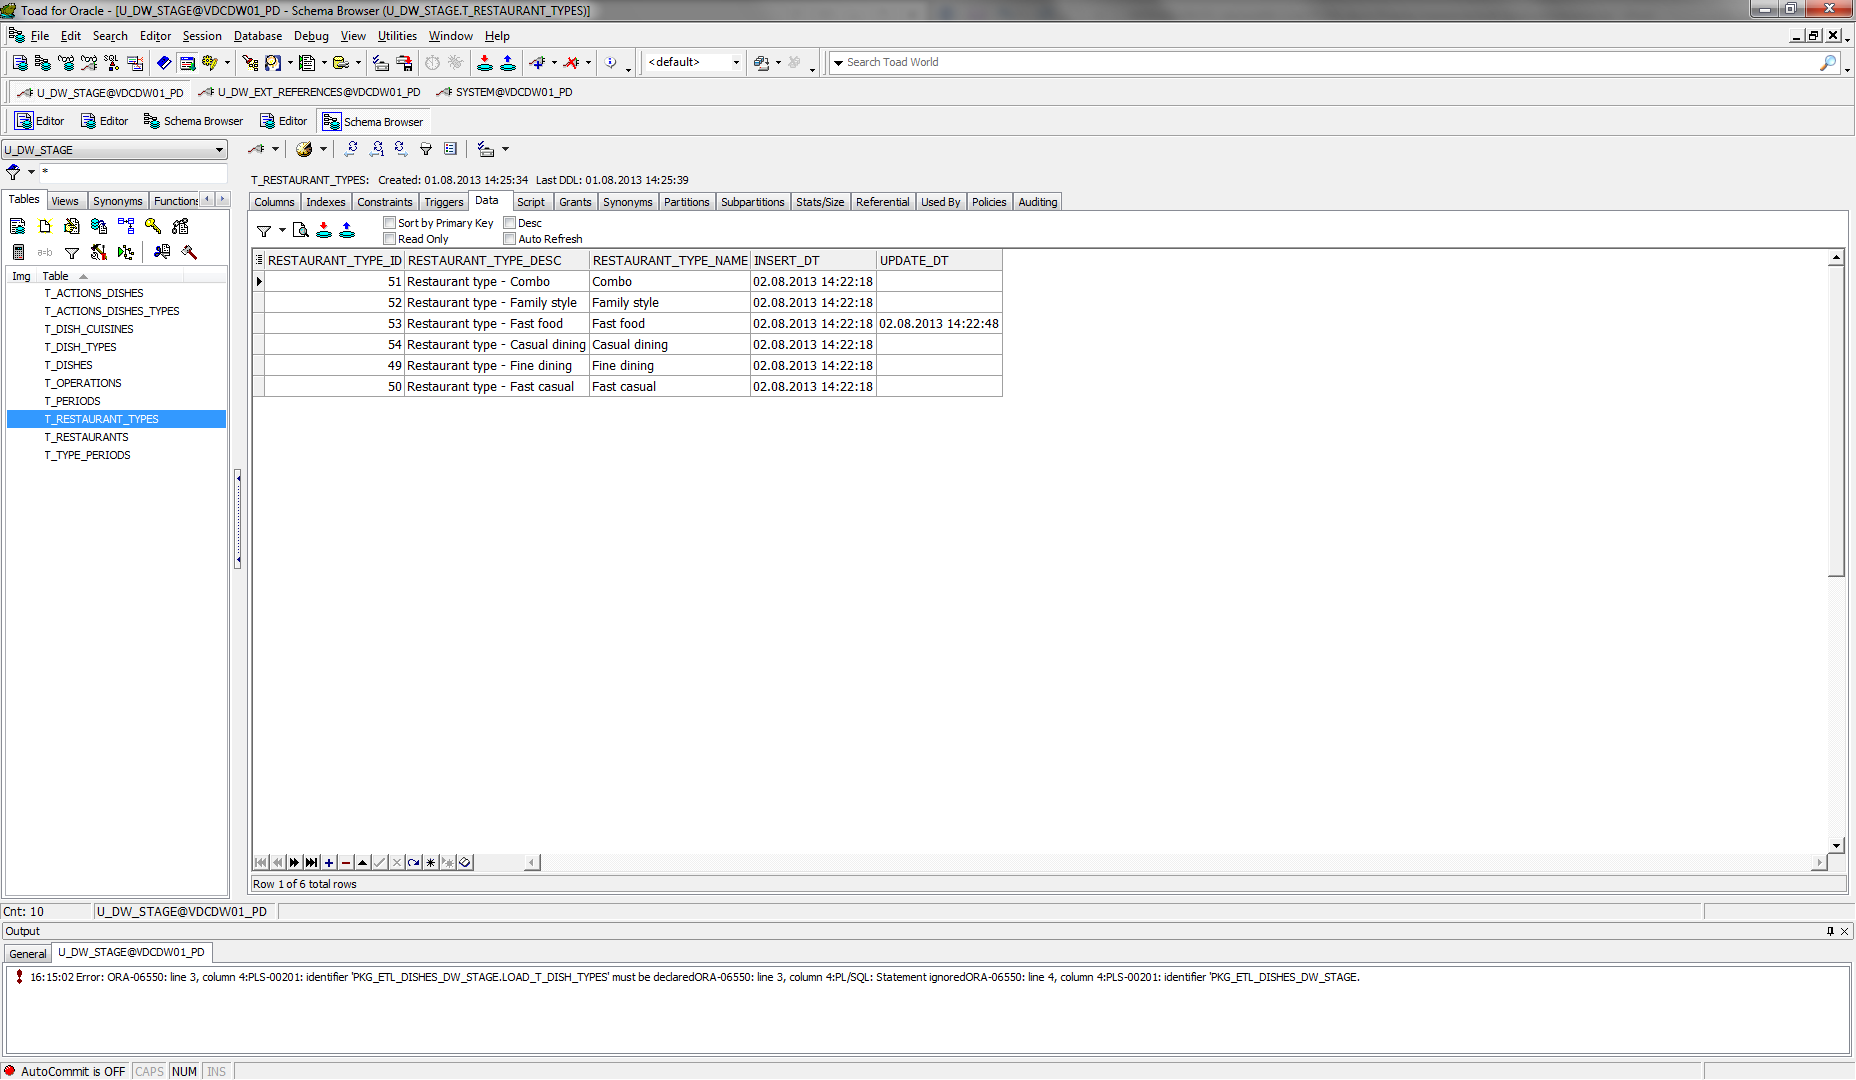 Toad for Oracle - [U_DW_STAGE@VDCDW01_PD - Schema Browser (U_DW_STAGE.T_RESTAURANT_TYPES)]
File Edit Search Editor Session Database Debug View Utilities Window Help
SQL <default> Search Toad World
U_DW_STAGE@VDCDW01_PD U_DW_EXT_REFERENCES@VDCDW01_PD SYSTEM@VDCDW01_PD
Editor Editor Schema Browser Editor Schema Browser
U_DW_STAGE
*
T_RESTAURANT_TYPES: Created: 01.08.2013 14:25:34 Last DDL: 01.08.2013 14:25:39
Tables Views Synonyms Functions
Columns Indexes Constraints Triggers Data Script Grants Synonyms Partitions Subpartitions Stats/Size Referential Used By Policies Auditing
Sort by Primary Key Desc
Read Only Auto Refresh
a=b
Img Table
T_ACTIONS_DISHES
T_ACTIONS_DISHES_TYPES
T_DISH_CUISINES
T_DISH_TYPES
T_DISHES
T_OPERATIONS
T_PERIODS
T_RESTAURANT_TYPES
T_RESTAURANTS
T_TYPE_PERIODS
RESTAURANT_TYPE_ID RESTAURANT_TYPE_DESC RESTAURANT_TYPE_NAME INSERT_DT UPDATE_DT
51 Restaurant type - Combo Combo 02.08.2013 14:22:18
52 Restaurant type - Family style Family style 02.08.2013 14:22:18
53 Restaurant type - Fast food Fast food 02.08.2013 14:22:18 02.08.2013 14:22:48
54 Restaurant type - Casual dining Casual dining 02.08.2013 14:22:18
49 Restaurant type - Fine dining Fine dining 02.08.2013 14:22:18
50 Restaurant type - Fast casual Fast casual 02.08.2013 14:22:18
Row 1 of 6 total rows
Cnt: 10 U_DW_STAGE@VDCDW01_PD
Output
General U_DW_STAGE@VDCDW01_PD
16:15:02 Error: ORA-06550: line 3, column 4:PLS-00201: identifier 'PKG_ETL_DISHES_DW_STAGE.LOAD_T_DISH_TYPES' must be declaredORA-06550: line 3, column 4:PL/SQL: Statement ignoredORA-06550: line 4, column 4:PLS-00201: identifier 'PKG_ETL_DISHES_DW_STAGE.
AutoCommit is OFF CAPS NUM INS